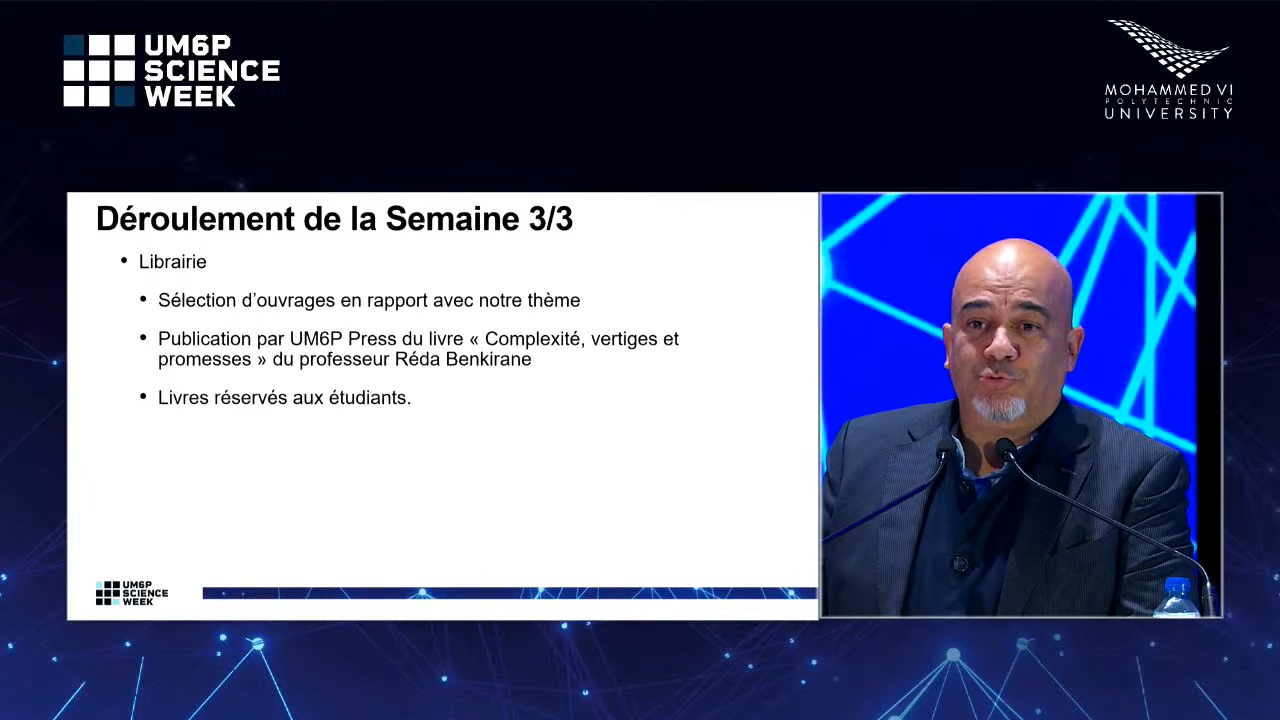 UM6P
SCIENCE
WEEK
MOHAMMED VI
POLYTECHNIC
UNIVERSITY
Déroulement de la Semaine 3/3
• Librairie
• Sélection d’ouvrages en rapport avec notre thème
• Publication par UM6P Press du livre « Complexité, vertiges et
promesses » du professeur Réda Benkirane
• Livres réservés aux étudiants.
UM6P
SCIENCE
WEEK